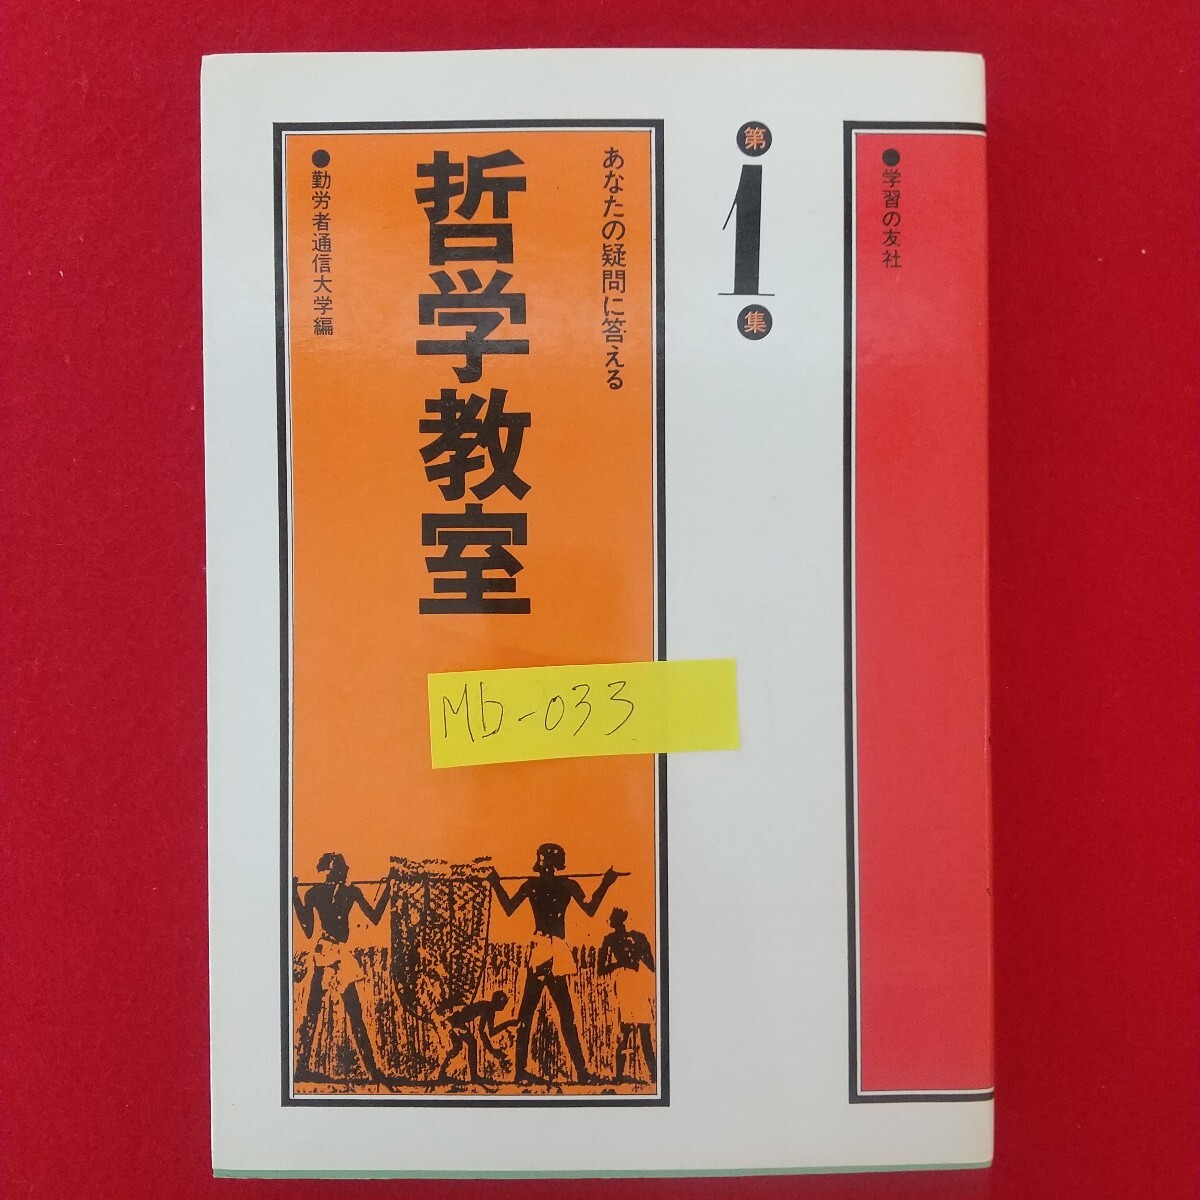 ●学習の友社
第1集
あなたの疑問に答える
哲学教室
●勤労者通信大学編
Mb-033